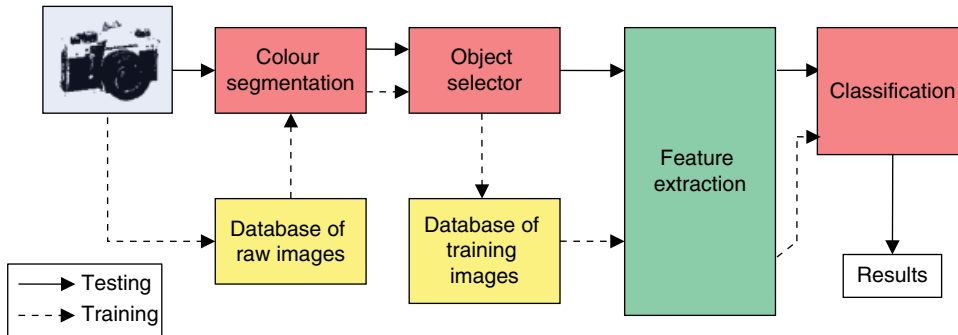 Colour
segmentation
Object
selector
Classification
Feature
extraction
Database of
raw images
Database of
training
images
Results
Testing
Training